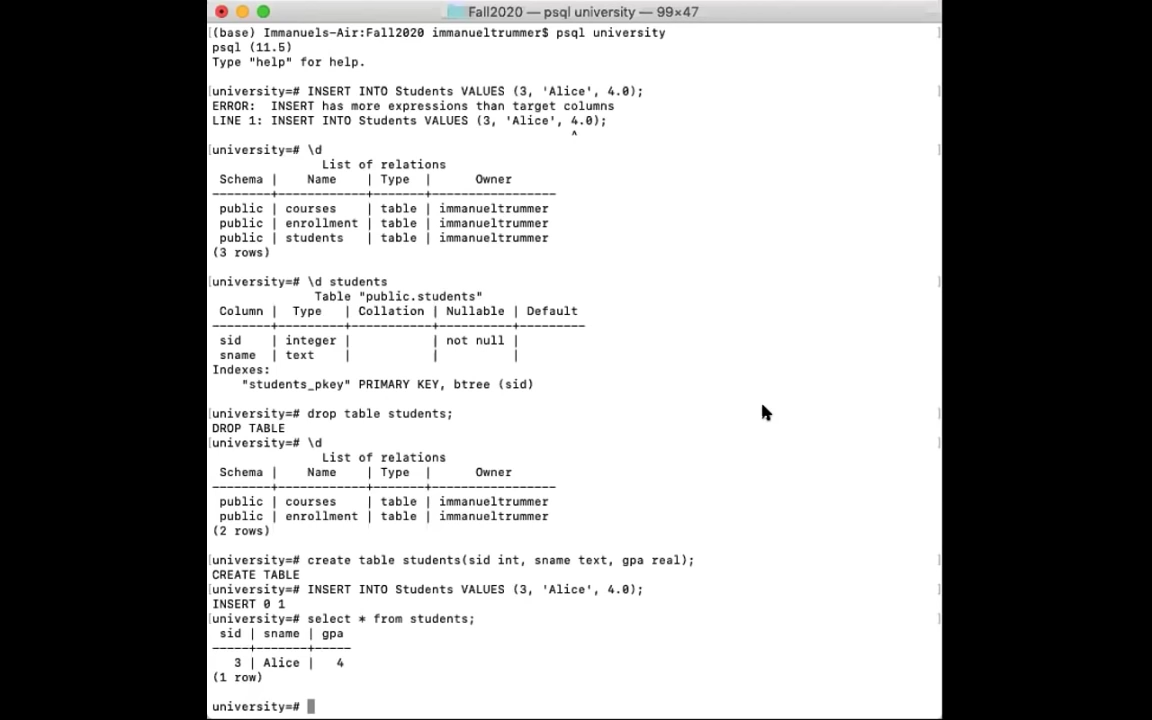 Fall2020 — psql university — 99×47
(base) Immanuels-Air:Fall2020 immanueltrummer$ psql university
psql (11.5)
Type "help" for help.
university=# INSERT INTO Students VALUES (3, 'Alice', 4.0);
ERROR:  INSERT has more expressions than target columns
LINE 1: INSERT INTO Students VALUES (3, 'Alice', 4.0);
                                                 ^
university=# \d
               List of relations
 Schema |    Name    | Type  |     Owner
--------+------------+-------+----------------
 public | courses    | table | immanueltrummer
 public | enrollment | table | immanueltrummer
 public | students   | table | immanueltrummer
(3 rows)
university=# \d students
              Table "public.students"
 Column |  Type   | Collation | Nullable | Default
--------+---------+-----------+----------+---------
 sid    | integer |           | not null |
 sname  | text    |           |          |
Indexes:
    "students_pkey" PRIMARY KEY, btree (sid)
university=# drop table students;
DROP TABLE
university=# \d
               List of relations
 Schema |    Name    | Type  |     Owner
--------+------------+-------+----------------
 public | courses    | table | immanueltrummer
 public | enrollment | table | immanueltrummer
(2 rows)
university=# create table students(sid int, sname text, gpa real);
CREATE TABLE
university=# INSERT INTO Students VALUES (3, 'Alice', 4.0);
INSERT 0 1
university=# select * from students;
 sid | sname | gpa
-----+-------+-----
   3 | Alice |   4
(1 row)
university=#